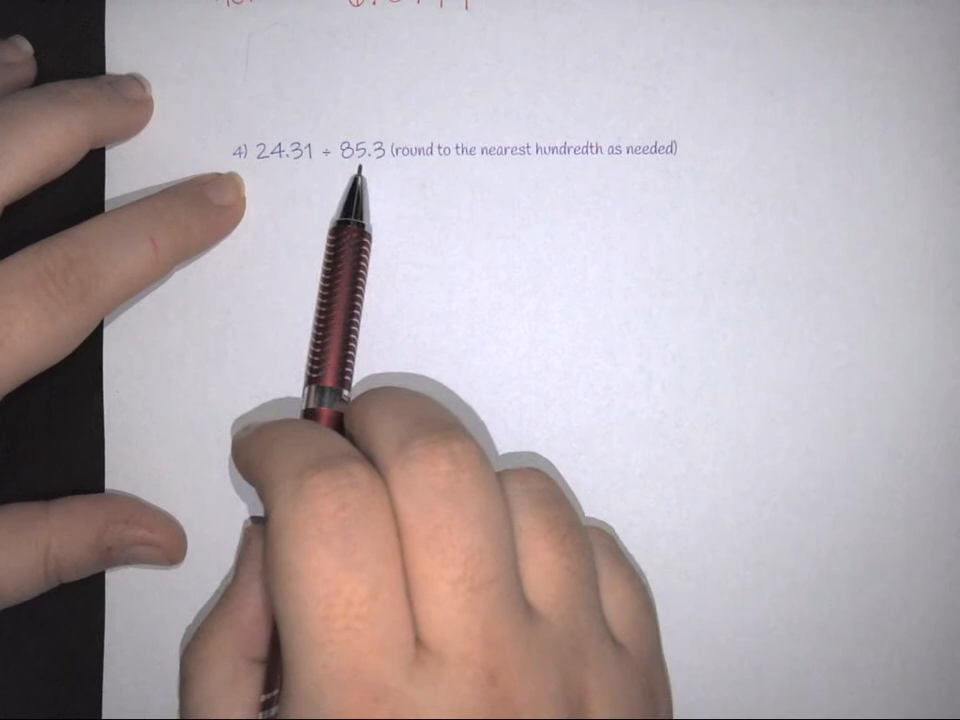 4) 24.31 ÷ 85.3 (round to the nearest hundredth as needed)